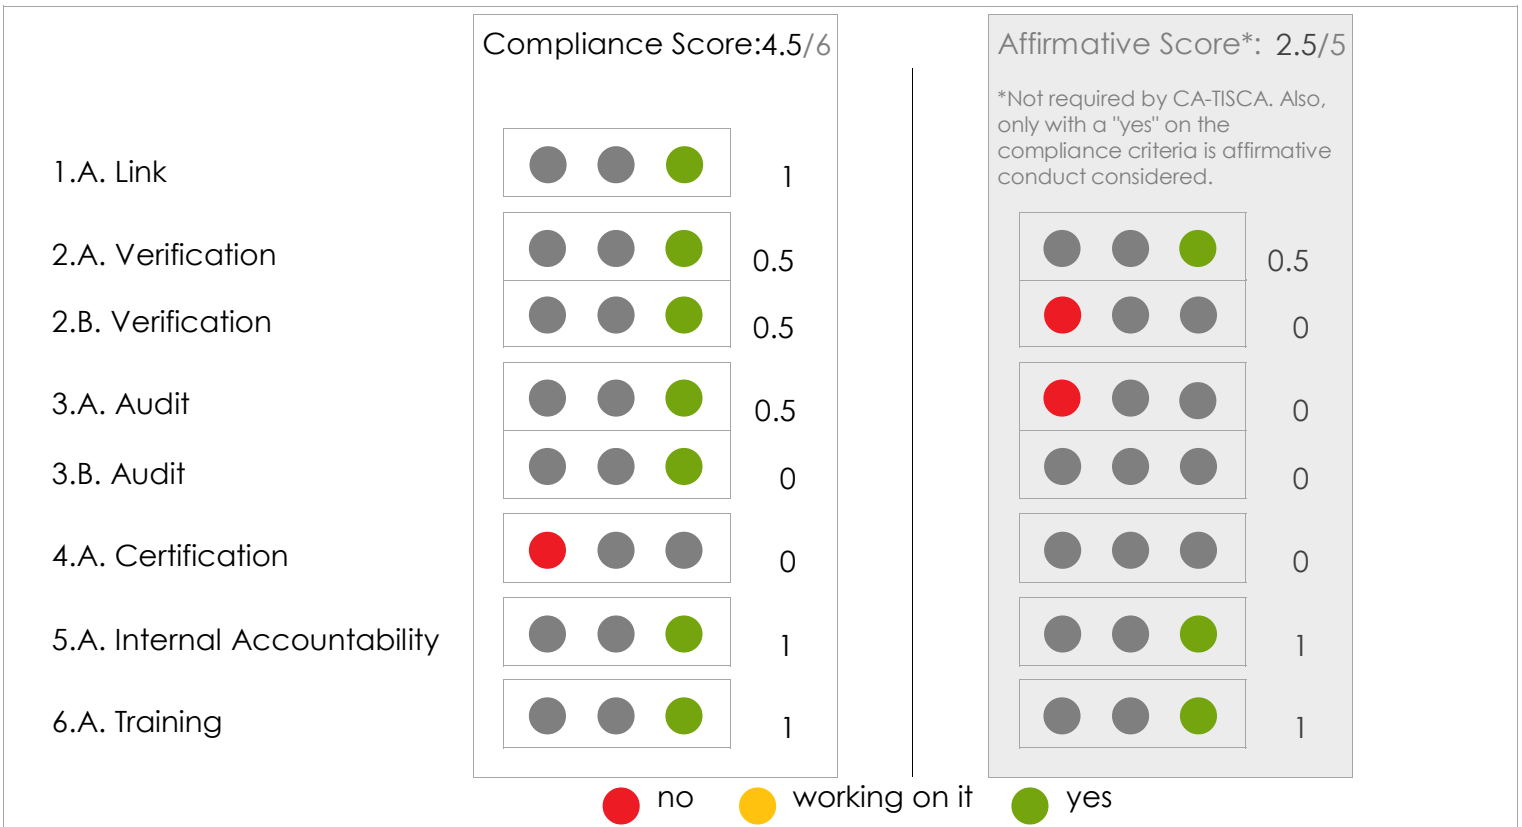 Compliance Score:4.5/6
Affirmative Score*: 2.5/5
*Not required by CA-TISCA. Also,
only with a "yes" on the
compliance criteria is affirmative
conduct considered.
1.A. Link 1
2.A. Verification 0.5 0.5
2.B. Verification 0.5 0
3.A. Audit 0.5 0
3.B. Audit 0 0
4.A. Certification 0 0
5.A. Internal Accountability 1 1
6.A. Training 1 1
no working on it yes